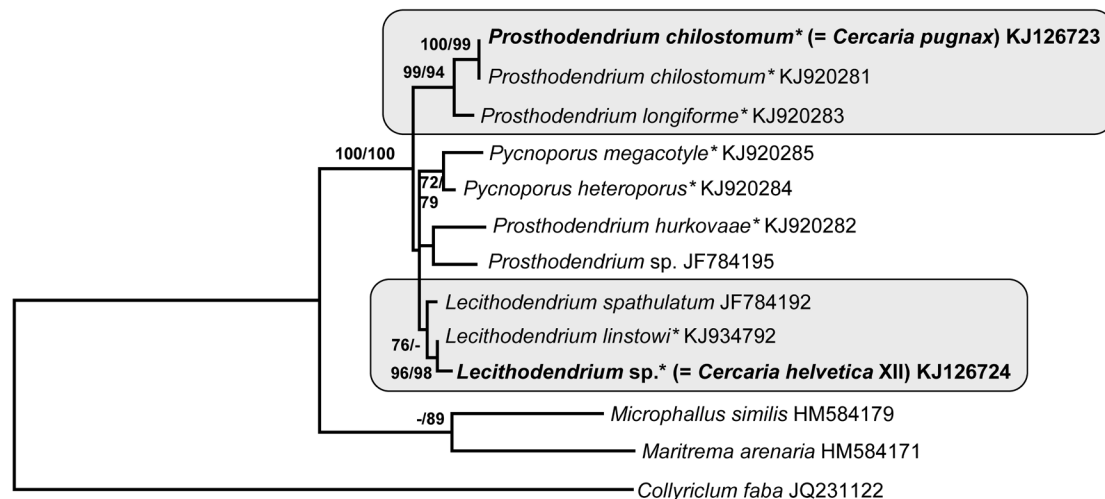 Prosthodendrium chilostomum* (= Cercaria pugnax) KJ126723
100/99
99/94
Prosthodendrium chilostomum* KJ920281
Prosthodendrium longiforme* KJ920283
100/100
Pycnoporus megacotyle* KJ920285
72/
79
Pycnoporus heteroporus* KJ920284
Prosthodendrium hurkovaae* KJ920282
Prosthodendrium sp. JF784195
Lecithodendrium spathulatum JF784192
Lecithodendrium linstowi* KJ934792
76/-
96/98
Lecithodendrium sp.* (= Cercaria helvetica XII) KJ126724
-/89
Microphallus similis HM584179
Maritrema arenaria HM584171
Collyriclum faba JQ231122